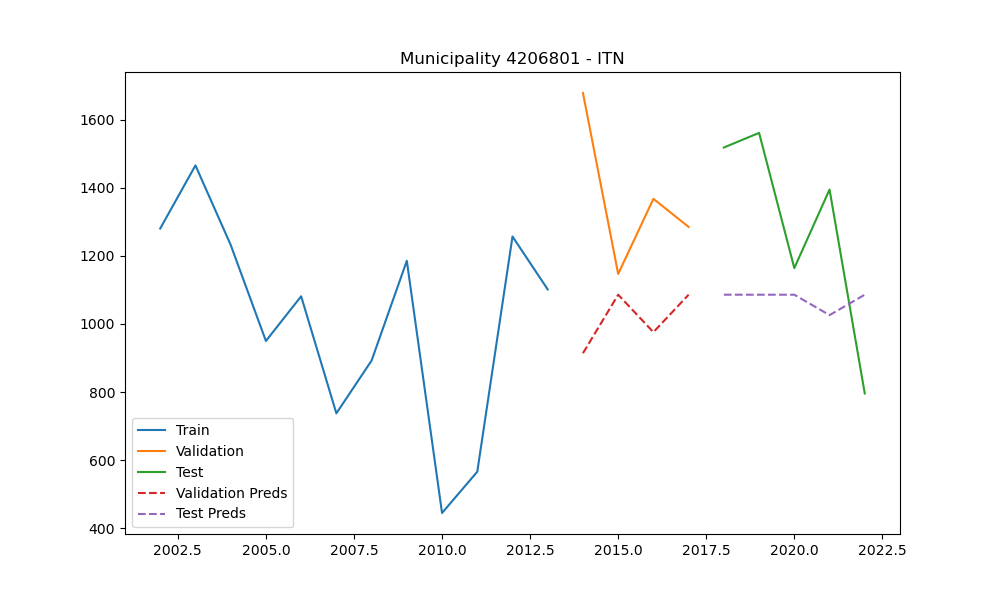 Municipality 4206801 - ITN
1600
1400
1200
1000
800
600
400
Train
Validation
Test
Validation Preds
Test Preds
2002.5 2005.0 2007.5 2010.0 2012.5 2015.0 2017.5 2020.0 2022.5